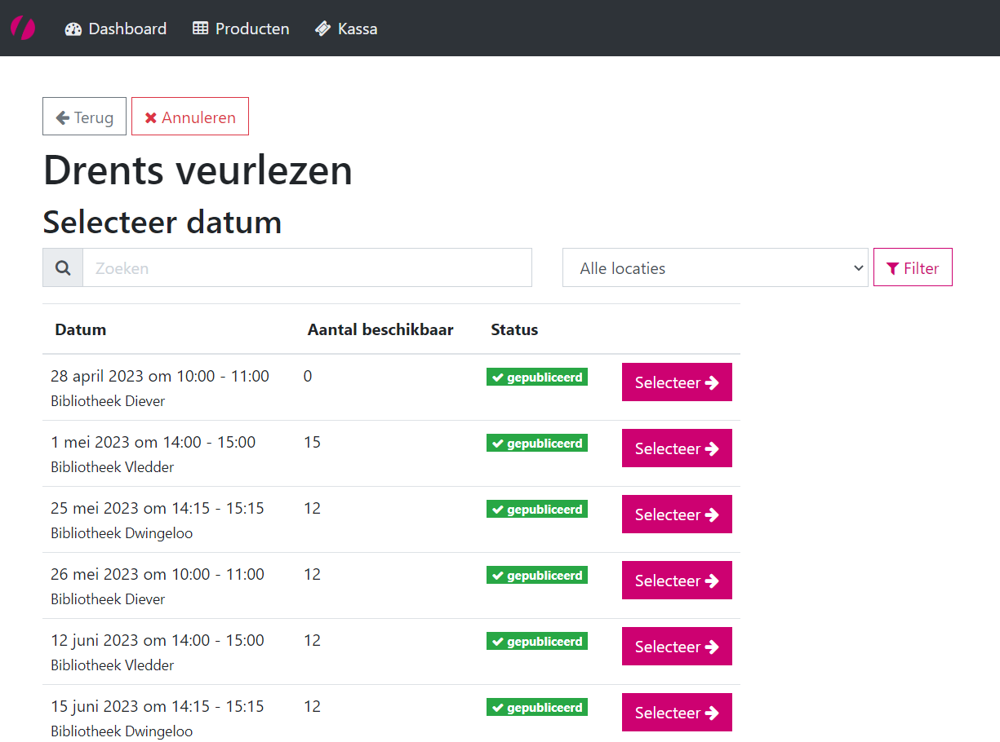 Dashboard Producten Kassa
Terug Annuleren
Drents veurlezen
Selecteer datum
Zoeken Alle locaties Filter
Datum Aantal beschikbaar Status
28 april 2023 om 10:00 - 11:00 0 gepubliceerd Selecteer
Bibliotheek Diever
1 mei 2023 om 14:00 - 15:00 15 gepubliceerd Selecteer
Bibliotheek Vledder
25 mei 2023 om 14:15 - 15:15 12 gepubliceerd Selecteer
Bibliotheek Dwingeloo
26 mei 2023 om 10:00 - 11:00 12 gepubliceerd Selecteer
Bibliotheek Diever
12 juni 2023 om 14:00 - 15:00 12 gepubliceerd Selecteer
Bibliotheek Vledder
15 juni 2023 om 14:15 - 15:15 12 gepubliceerd Selecteer
Bibliotheek Dwingeloo